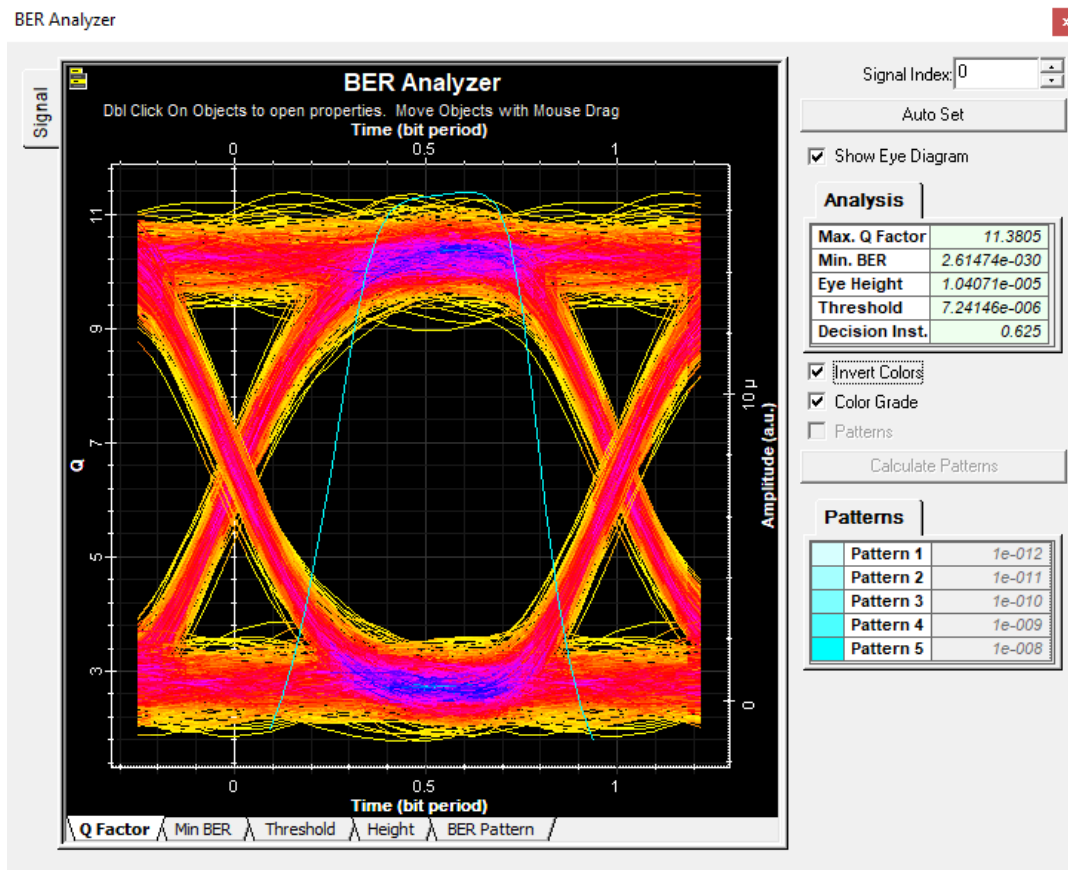 BER Analyzer
x
Signal
BER Analyzer
Dbl Click On Objects to open properties. Move Objects with Mouse Drag
Time (bit period)
0 0.5 1
11
9
7
5
3
Q
10 µ
0
Amplitude (a.u.)
0 0.5 1
Time (bit period)
Q Factor Min BER Threshold Height BER Pattern
Signal Index: 0
Auto Set
Show Eye Diagram
Analysis
Max. Q Factor 11.3805
Min. BER 2.61474e-030
Eye Height 1.04071e-005
Threshold 7.24146e-006
Decision Inst. 0.625
Invert Colors
Color Grade
Patterns
Calculate Patterns
Patterns
Pattern 1 1e-012
Pattern 2 1e-011
Pattern 3 1e-010
Pattern 4 1e-009
Pattern 5 1e-008